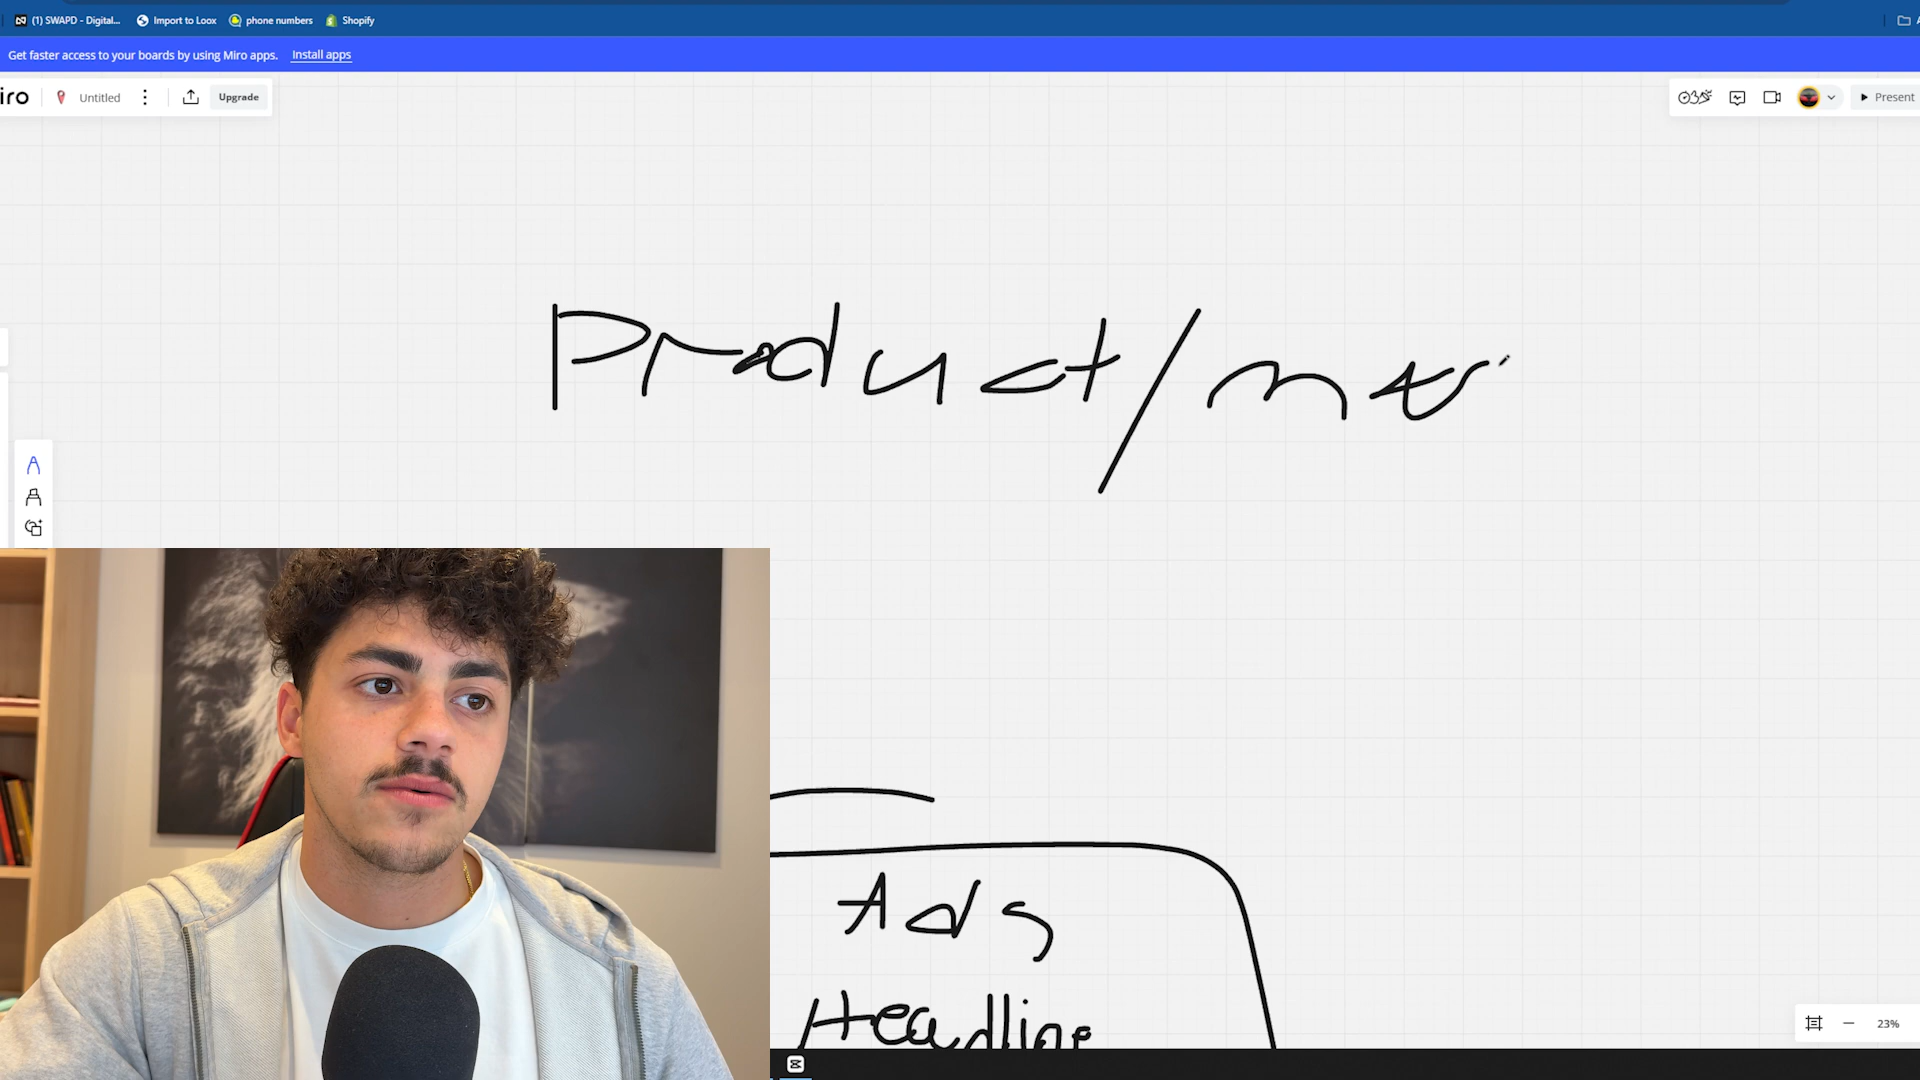 (1) SWAPD - Digital... Import to Loox phone numbers Shopify
Get faster access to your boards by using Miro apps. Install apps
iro Untitled Upgrade
Present
Product/me
Ads
Headline
23%